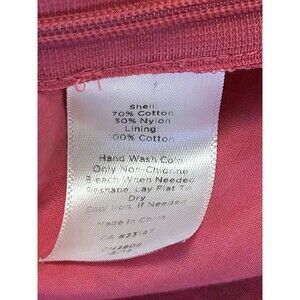 Shell:
70% Cotton
30% Nylon
Lining:
00% Cotton
Hand Wash Cold
Only Non-Chlorine
Bleach When Needed
Reshape, Lay Flat To
Dry
Cool Iron, If Needed
Made in China